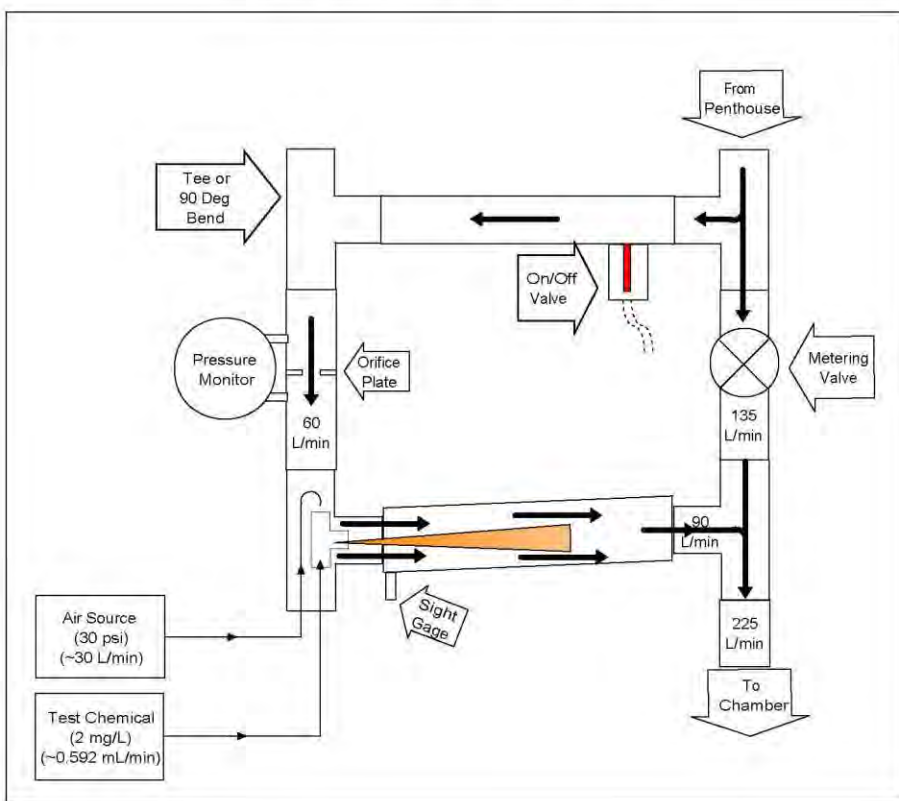 From
Penthouse
Tee or
90 Deg
Bend
On/Off
Valve
Pressure
Monitor
Orifice
Plate
Metering
Valve
60
L/min
135
L/min
90
L/min
Sight
Gage
Air Source
(30 psi)
(~30 L/min)
225
L/min
Test Chemical
(2 mg/L)
(~0.592 mL/min)
To
Chamber